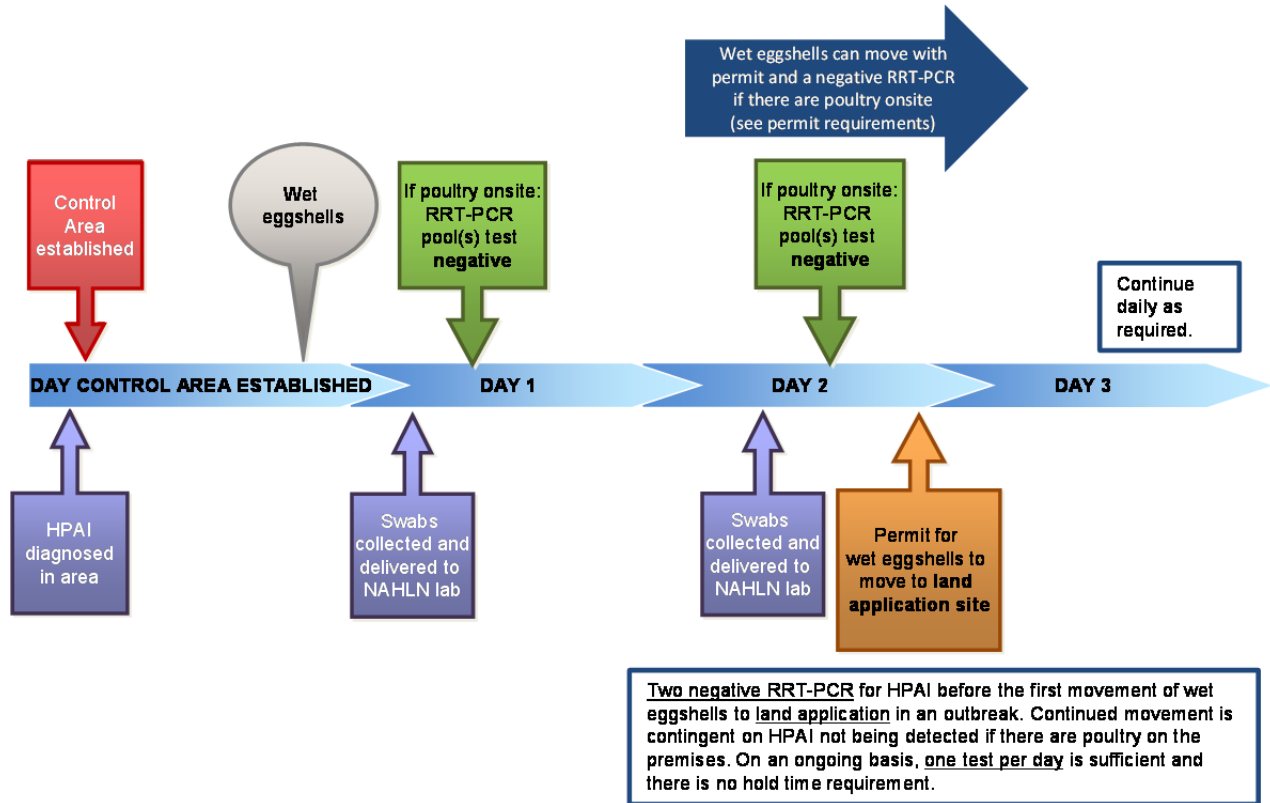 Wet eggshells can move with
permit and a negative RRT-PCR
if there are poultry onsite
(see permit requirements)
Control
Area
established
Wet
eggshells
If poultry onsite:
RRT-PCR
pool(s) test
negative
If poultry onsite:
RRT-PCR
pool(s) test
negative
Continue
daily as
required.
DAY CONTROL AREA ESTABLISHED
DAY 1
DAY 2
DAY 3
HPAI
diagnosed
in area
Swabs
collected and
delivered to
NAHLN lab
Swabs
collected and
delivered to
NAHLN lab
Permit for
wet eggshells to
move to land
application site
Two negative RRT-PCR for HPAI before the first movement of wet
eggshells to land application in an outbreak. Continued movement is
contingent on HPAI not being detected if there are poultry on the
premises. On an ongoing basis, one test per day is sufficient and
there is no hold time requirement.